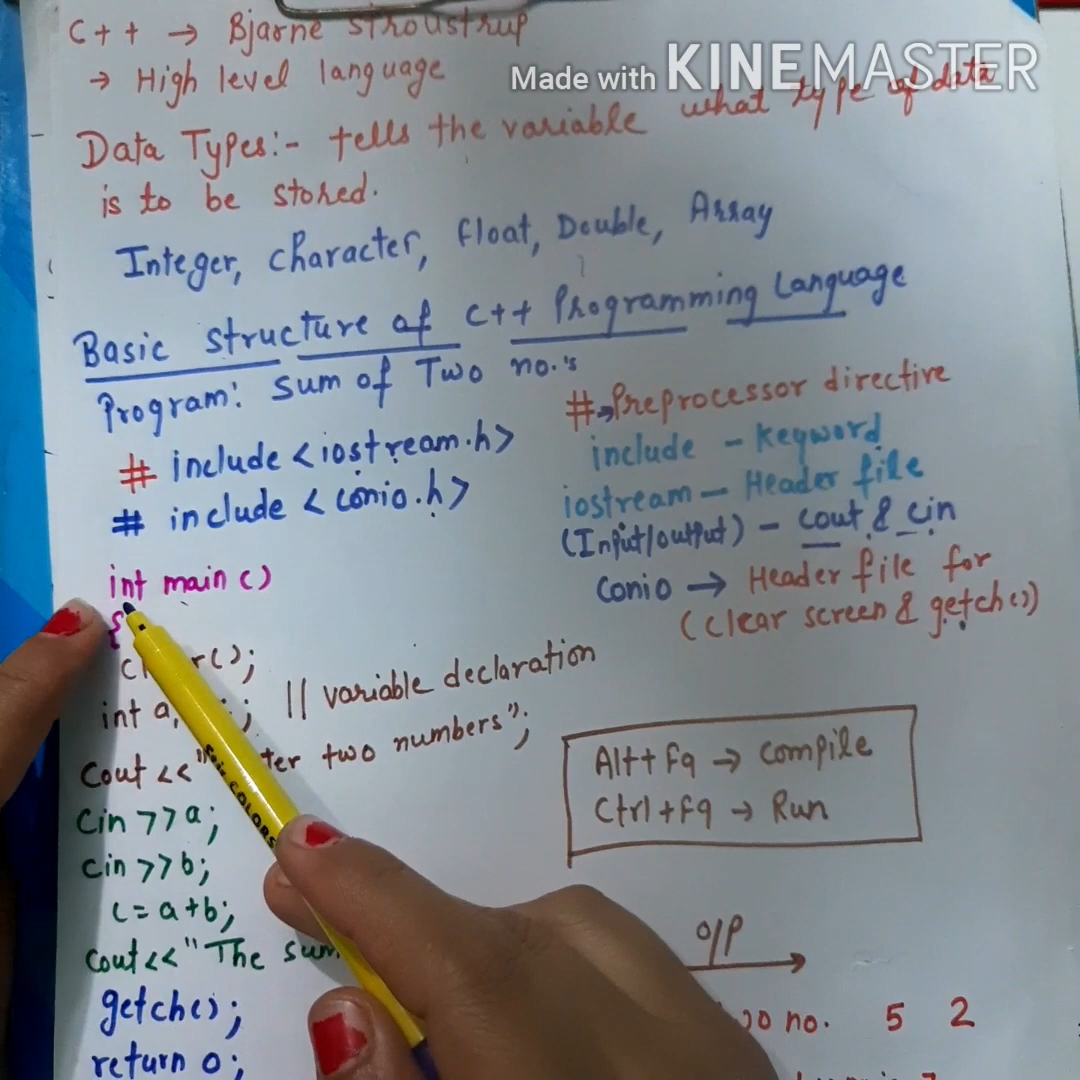 C++ → Bjarne Stroustrup
Made with KINEMASTER
→ High level language
Data Types:- tells the variable what type of data
is to be stored.
Integer, character, Float, Double, Array
Basic structure of C++ Programming Language
Program: Sum of Two no.'s
# include <iostream.h>
# include <conio.h>
# → Preprocessor directive
include - keyword
iostream - Header file
(Input/output) - cout & cin
Conio → Header file for
(clear screen & getch())
int main ()
{
();
int a, ; || variable declaration
Cout << " two numbers";
Cin >> a;
Cin >> b;
c = a+b;
Cout << "The sum
getch();
return 0;
Alt + F9 → Compile
Ctrl + F9 → Run
O/P
no. 5 2
COLORS